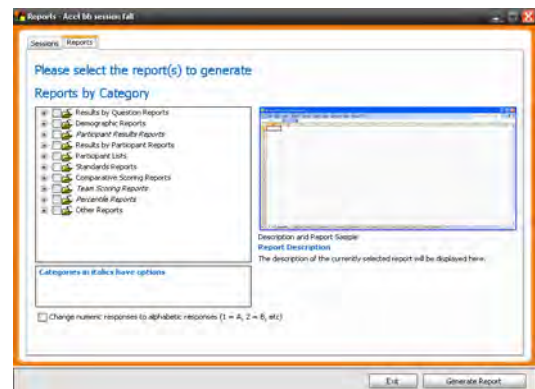 Reports - Accel bb session fall
Sessions Reports
Please select the report(s) to generate
Reports by Category
Results by Question Reports
Demographic Reports
Participant Results Reports
Results by Participant Reports
Participant Lists
Standards Reports
Comparative Scoring Reports
Team Scoring Reports
Percentile Reports
Other Reports
Description and Report Sample
Report Description
The description of the currently selected report will be displayed here.
Categories in italics have options
Change numeric responses to alphabetic responses (1 = A, 2 = B, etc)
Exit Generate Report